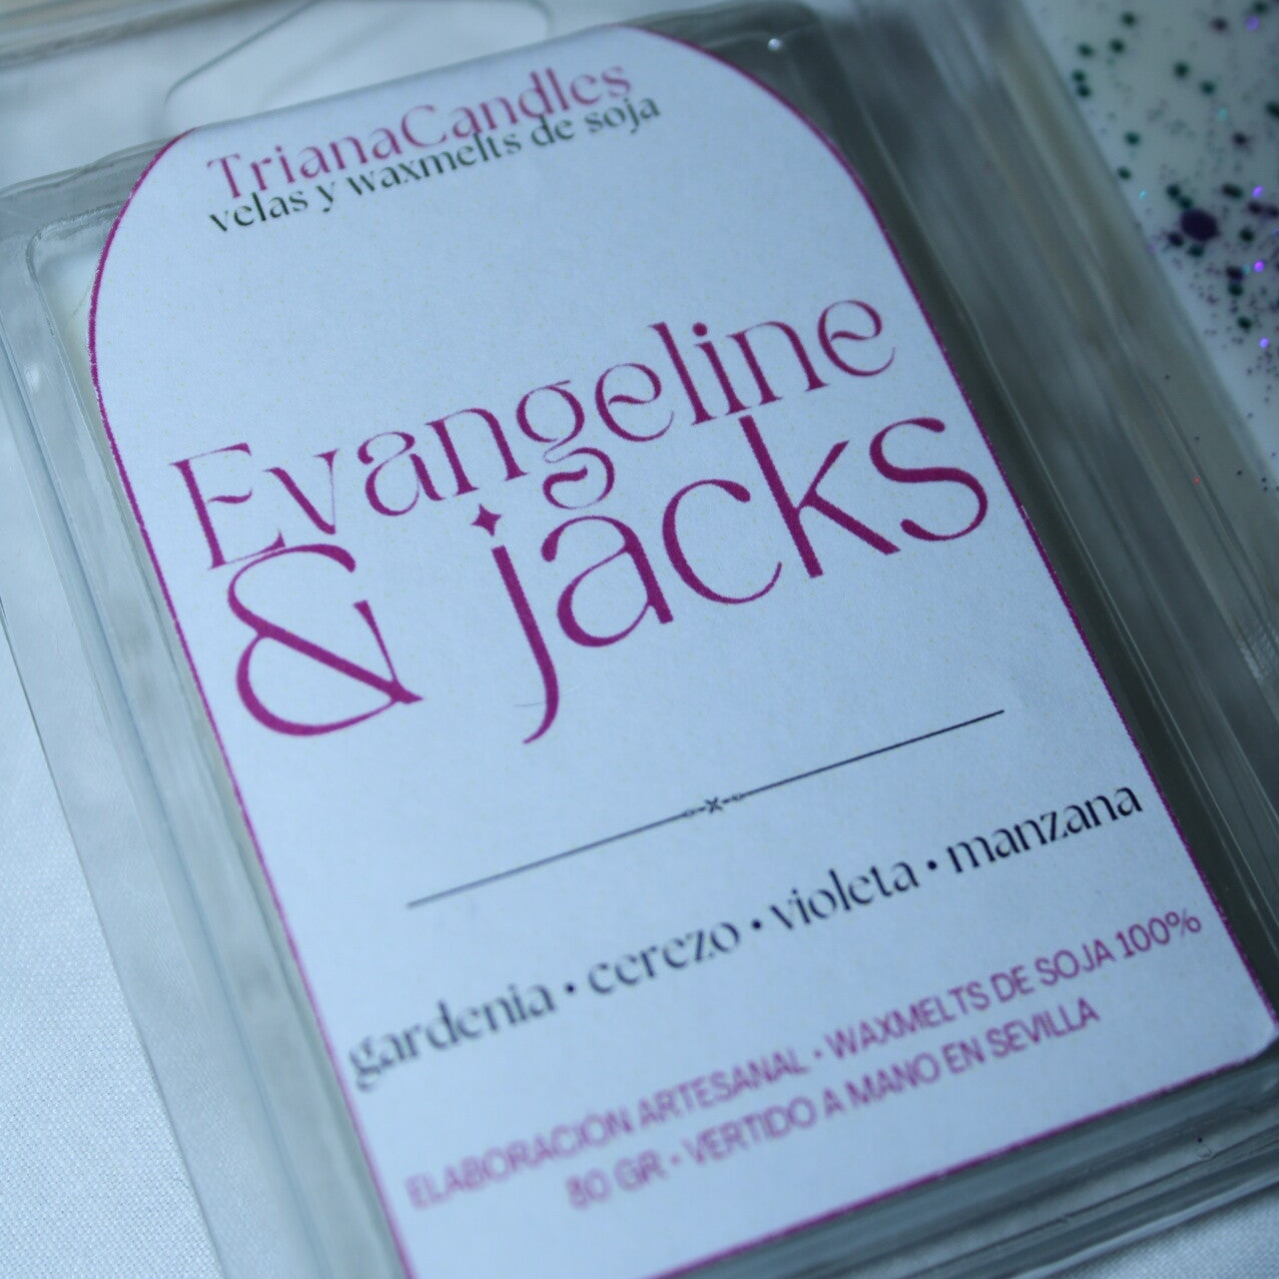 TrianaCandles
velas y waxmelts de soja
Evangeline
& jacks
gardenia • cerezo • violeta • manzana
ELABORACIÓN ARTESANAL • WAXMELTS DE SOJA 100%
80 GR • VERTIDO A MANO EN SEVILLA